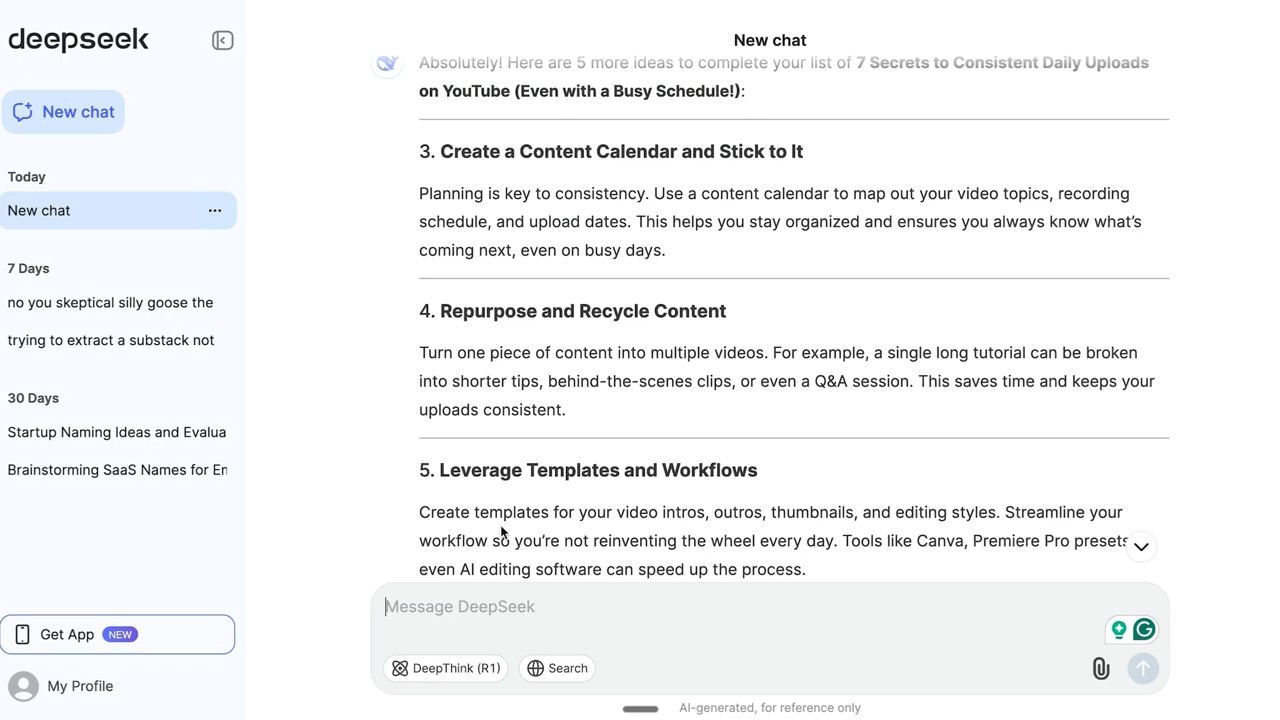 deepseek
New chat
Today
New chat
7 Days
no you skeptical silly goose the
trying to extract a substack not
30 Days
Startup Naming Ideas and Evalua
Brainstorming SaaS Names for En
Get App NEW
My Profile
New chat
Absolutely! Here are 5 more ideas to complete your list of 7 Secrets to Consistent Daily Uploads
on YouTube (Even with a Busy Schedule!):
3. Create a Content Calendar and Stick to It
Planning is key to consistency. Use a content calendar to map out your video topics, recording
schedule, and upload dates. This helps you stay organized and ensures you always know what's
coming next, even on busy days.
4. Repurpose and Recycle Content
Turn one piece of content into multiple videos. For example, a single long tutorial can be broken
into shorter tips, behind-the-scenes clips, or even a Q&A session. This saves time and keeps your
uploads consistent.
5. Leverage Templates and Workflows
Create templates for your video intros, outros, thumbnails, and editing styles. Streamline your
workflow so you're not reinventing the wheel every day. Tools like Canva, Premiere Pro presets
even AI editing software can speed up the process.
Message DeepSeek
DeepThink (R1)
Search
AI-generated, for reference only